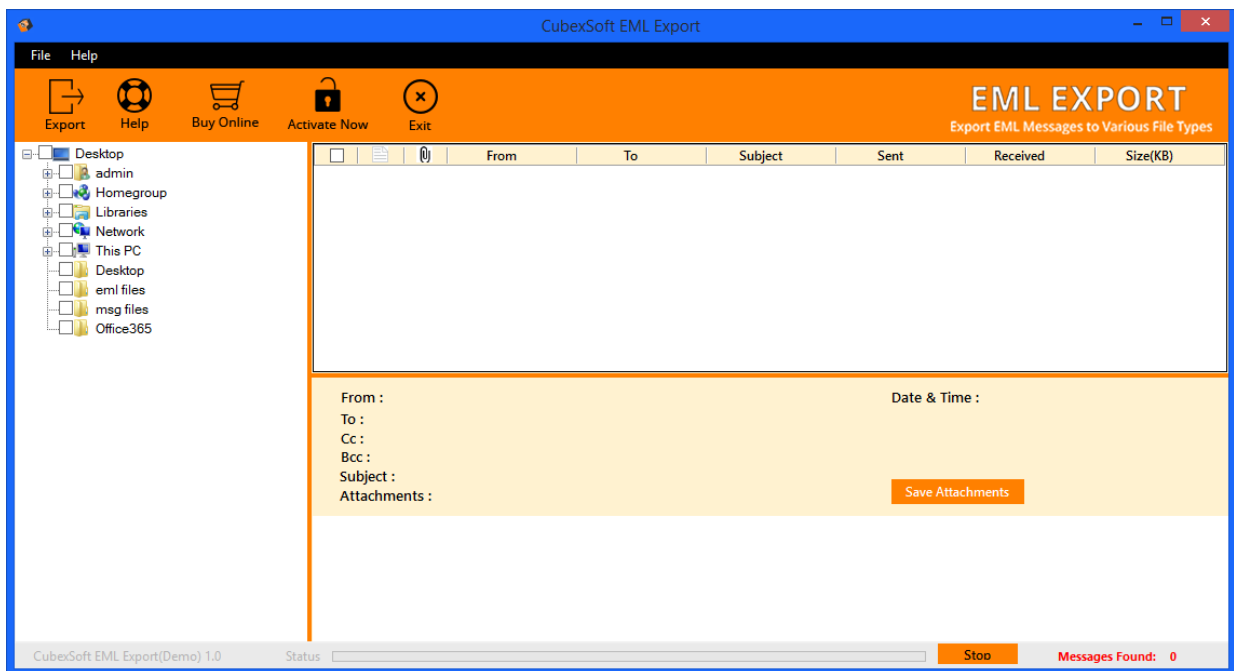 CubexSoft EML Export
File Help
Export Help Buy Online Activate Now Exit
EML EXPORT
Export EML Messages to Various File Types
Desktop
admin
Homegroup
Libraries
Network
This PC
Desktop
eml files
msg files
Office365
From To Subject Sent Received Size(KB)
From : Date & Time :
To :
Cc :
Bcc :
Subject :
Attachments : Save Attachments
CubexSoft EML Export(Demo) 1.0 Status Stop Messages Found: 0